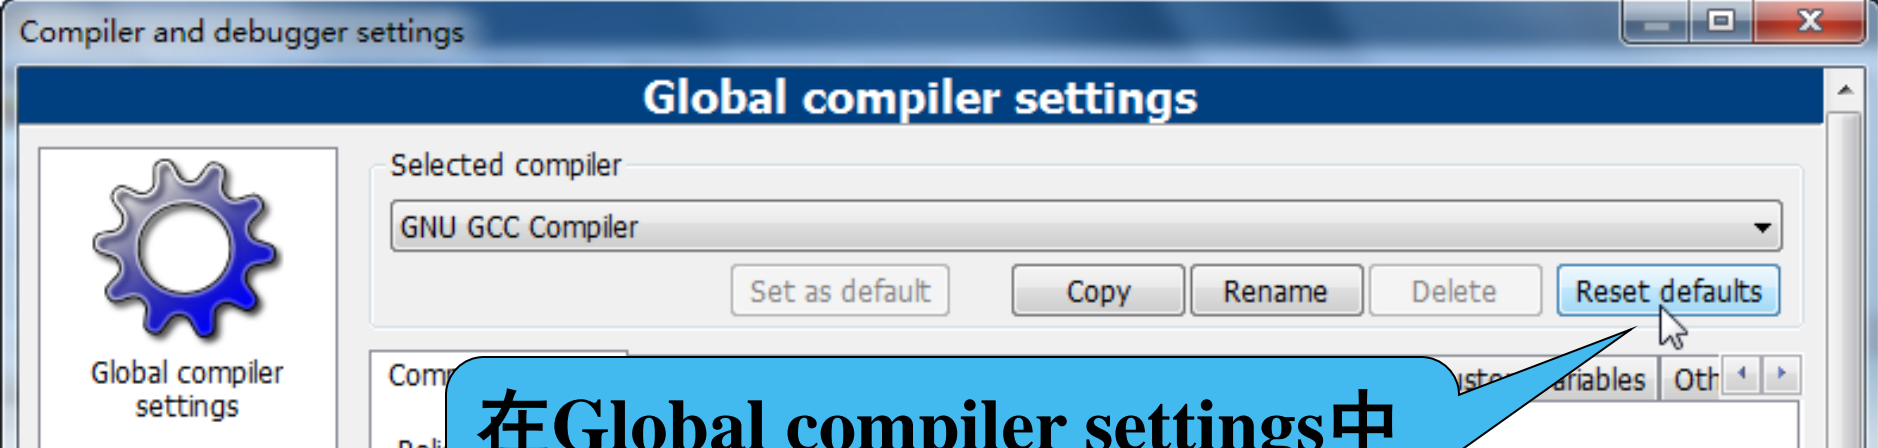 Compiler and debugger settings
Global compiler settings
Selected compiler
GNU GCC Compiler
Set as default
Copy
Rename
Delete
Reset defaults
Global compiler
settings
在Global compiler settings中